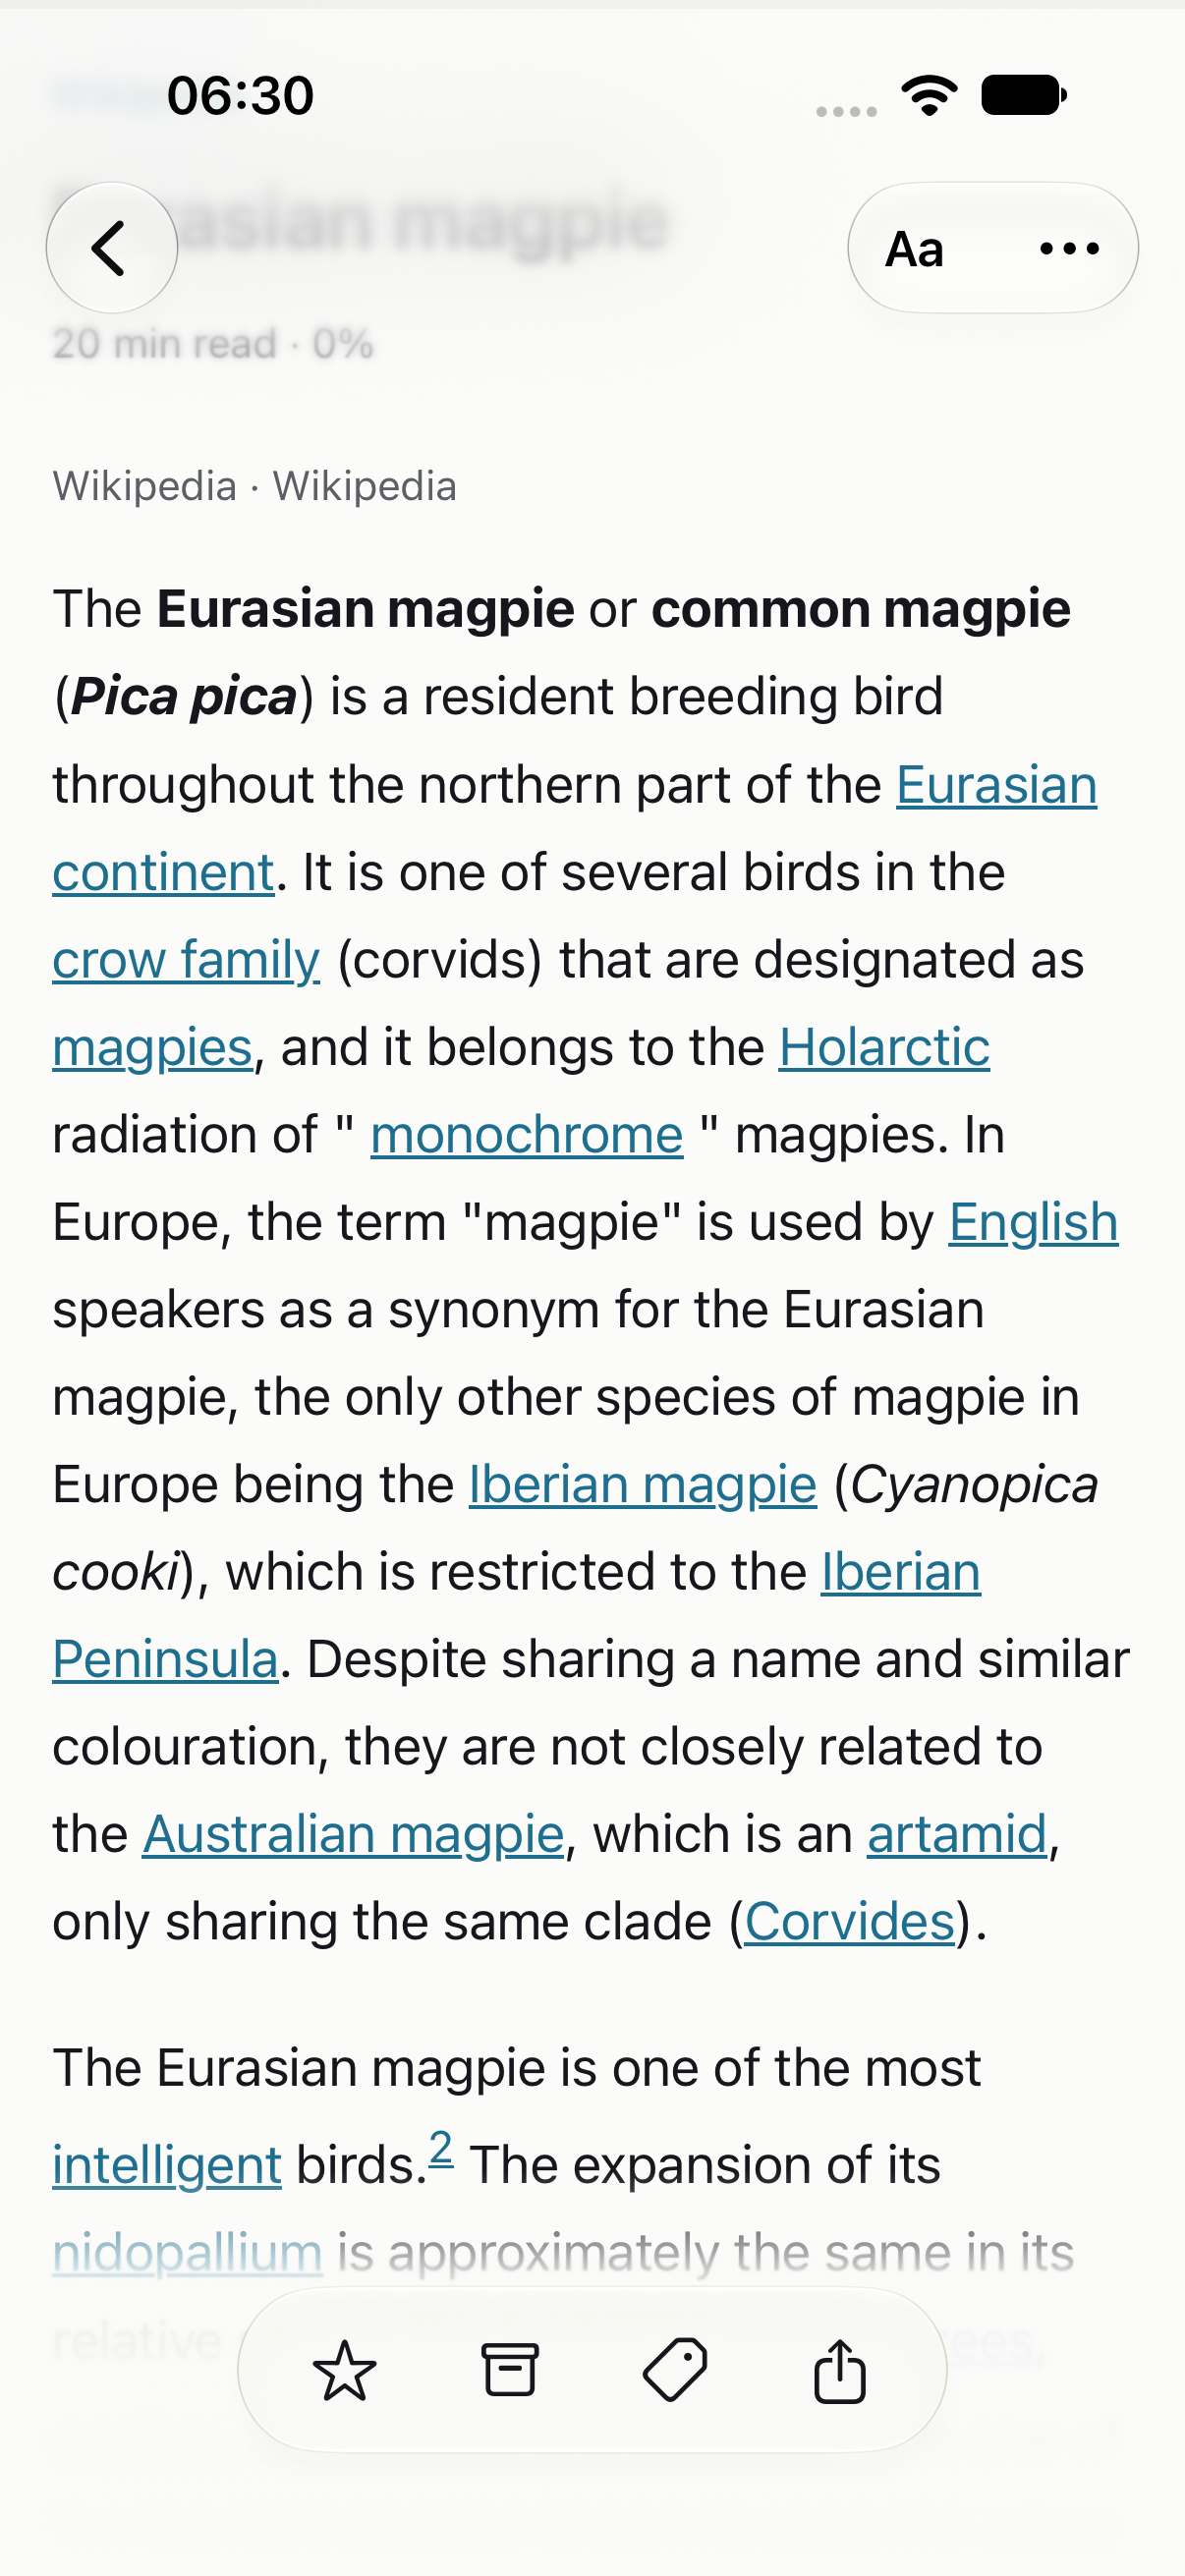 06:30
Eurasian magpie
Aa
20 min read · 0%
Wikipedia · Wikipedia
The Eurasian magpie or common magpie
(Pica pica) is a resident breeding bird
throughout the northern part of the Eurasian
continent. It is one of several birds in the
crow family (corvids) that are designated as
magpies, and it belongs to the Holarctic
radiation of " monochrome " magpies. In
Europe, the term "magpie" is used by English
speakers as a synonym for the Eurasian
magpie, the only other species of magpie in
Europe being the Iberian magpie (Cyanopica
cooki), which is restricted to the Iberian
Peninsula. Despite sharing a name and similar
colouration, they are not closely related to
the Australian magpie, which is an artamid,
only sharing the same clade (Corvides).
The Eurasian magpie is one of the most
intelligent birds.2 The expansion of its
nidopallium is approximately the same in its
relative